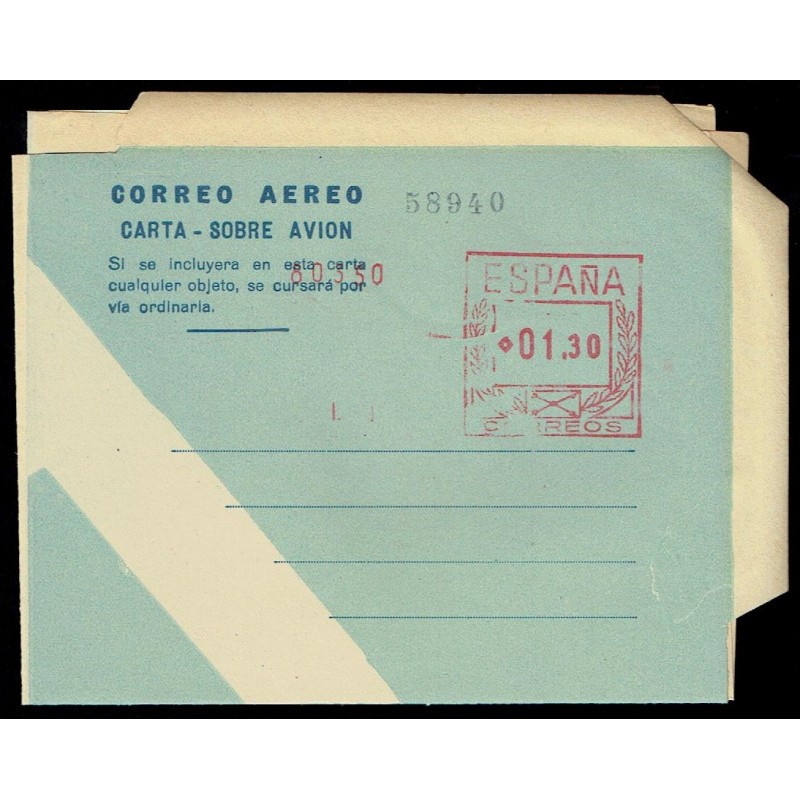 CORREO AEREO
58940
CARTA - SOBRE AVION
Si se incluyera en esta carta
cualquier objeto, se cursará por
vía ordinaria.
80350
ESPAÑA
01.30
CORREOS